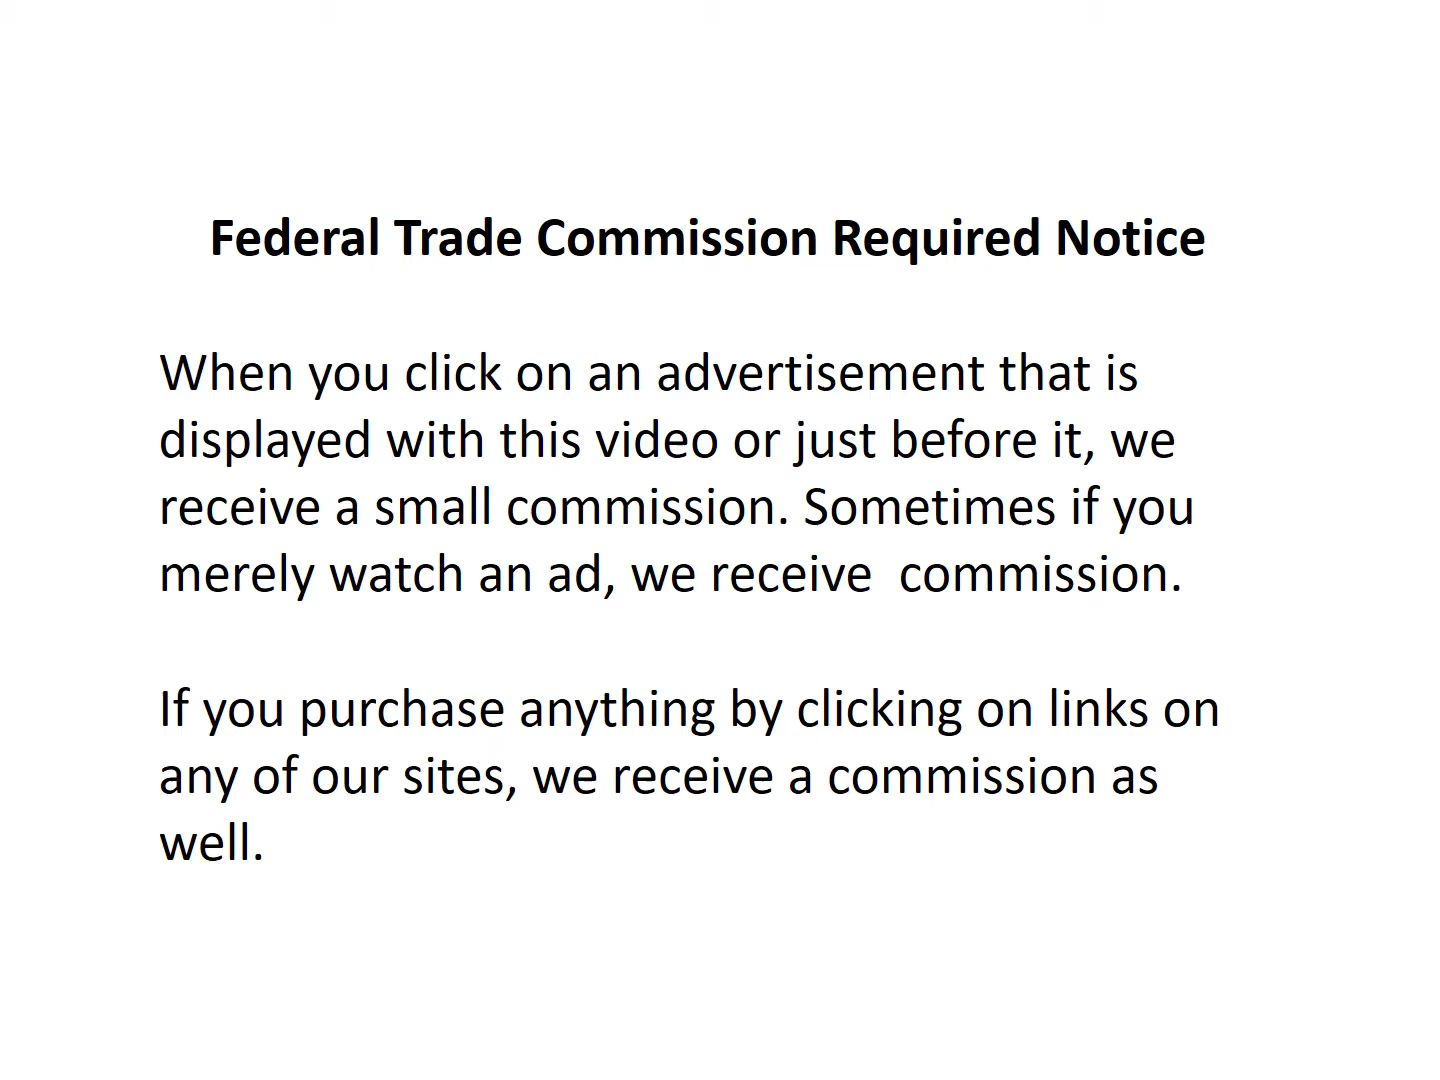 Federal Trade Commission Required Notice
When you click on an advertisement that is
displayed with this video or just before it, we
receive a small commission. Sometimes if you
merely watch an ad, we receive  commission.
If you purchase anything by clicking on links on
any of our sites, we receive a commission as
well.